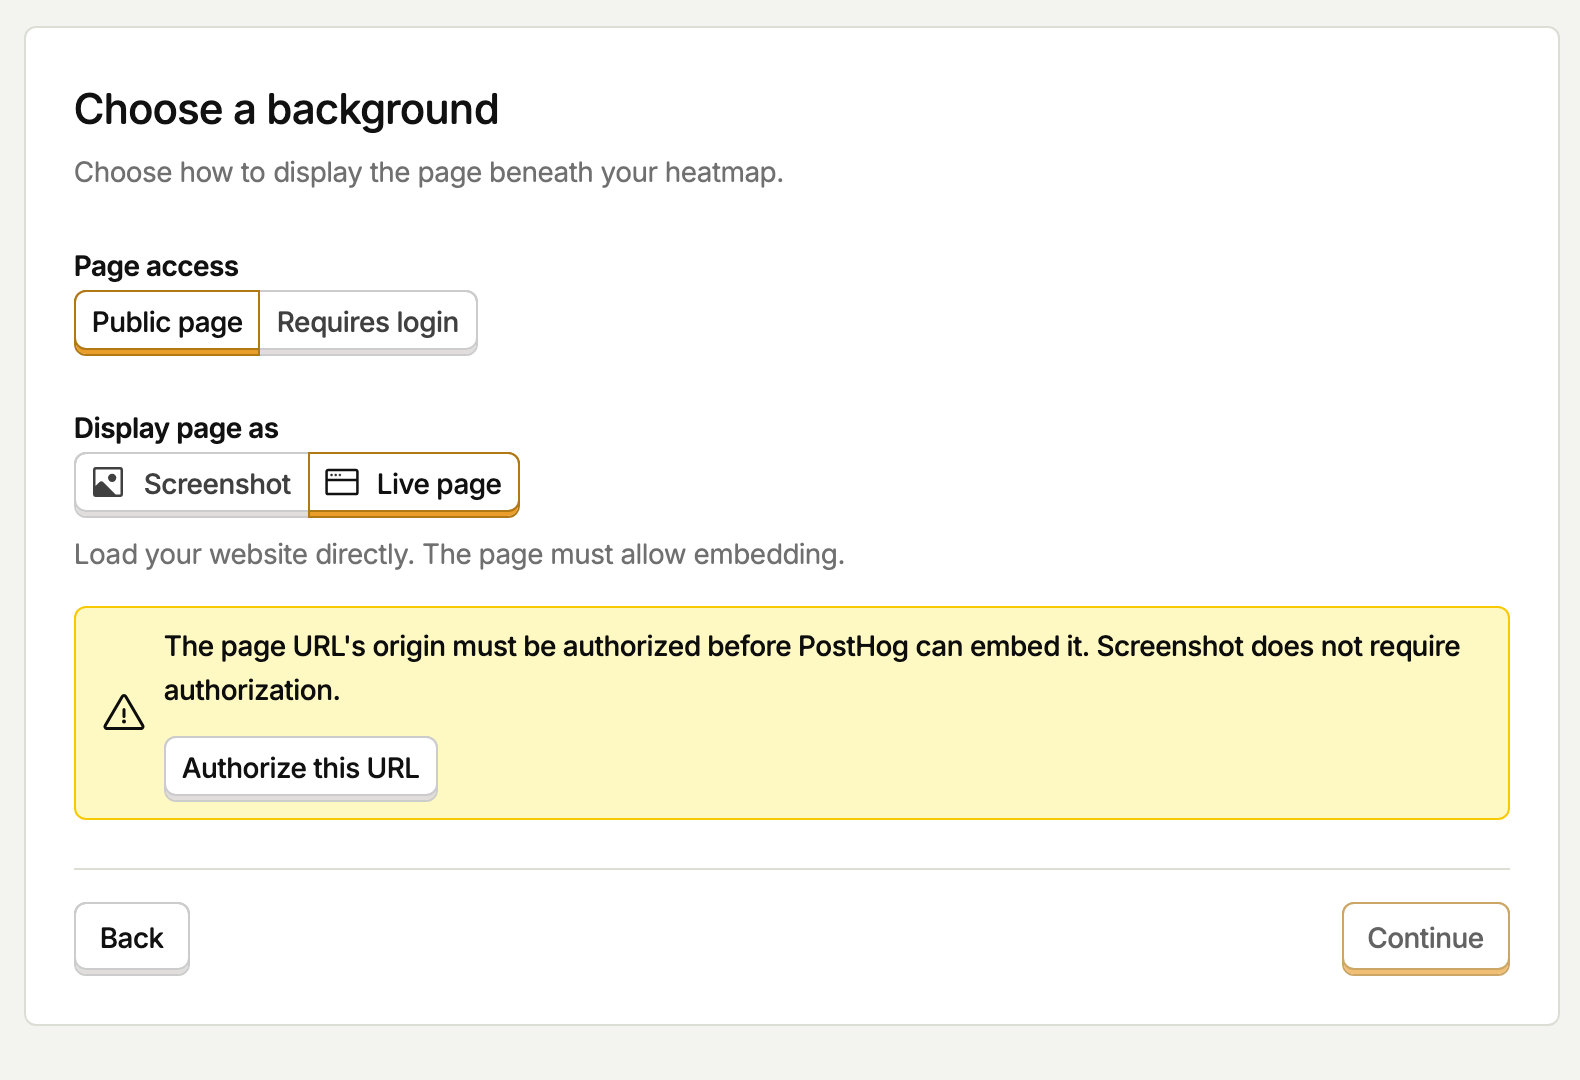 Choose a background
Choose how to display the page beneath your heatmap.
Page access
Public page
Requires login
Display page as
Screenshot
Live page
Load your website directly. The page must allow embedding.
The page URL's origin must be authorized before PostHog can embed it. Screenshot does not require
authorization.
Authorize this URL
Back
Continue